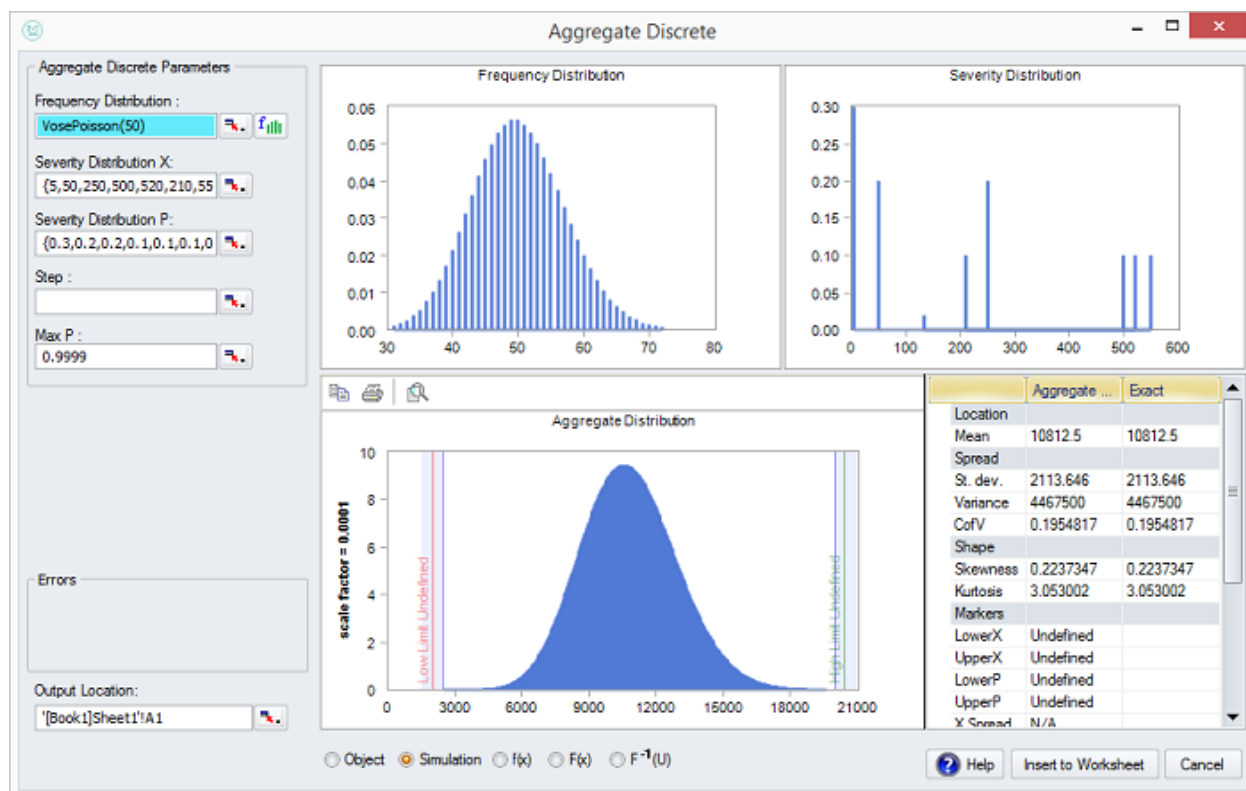 Aggregate Discrete
Aggregate Discrete Parameters
Frequency Distribution :
VosePoisson(50)
Severity Distribution X:
{5,50,250,500,520,210,55
Severity Distribution P:
{0.3,0.2,0.2,0.1,0.1,0.1,0
Step :
Max P :
0.9999
Errors
Output Location:
'[Book1]Sheet1'!A1
Frequency Distribution
0.06
0.05
0.04
0.03
0.02
0.01
0.00
30 40 50 60 70 80
Severity Distribution
0.30
0.25
0.20
0.15
0.10
0.05
0.00
0 100 200 300 400 500 600
Aggregate Distribution
scale factor = 0.0001
10
8
6
4
2
0
Low Limit Undefined
High Limit Undefined
0 3000 6000 9000 12000 15000 18000 21000
Aggregate ... Exact
Location
Mean 10812.5 10812.5
Spread
St. dev. 2113.646 2113.646
Variance 4467500 4467500
CofV 0.1954817 0.1954817
Shape
Skewness 0.2237347 0.2237347
Kurtosis 3.053002 3.053002
Markers
LowerX Undefined
UpperX Undefined
LowerP Undefined
UpperP Undefined
X Spread N/A
Object Simulation f(x) F(x) F⁻¹(U)
Help Insert to Worksheet Cancel